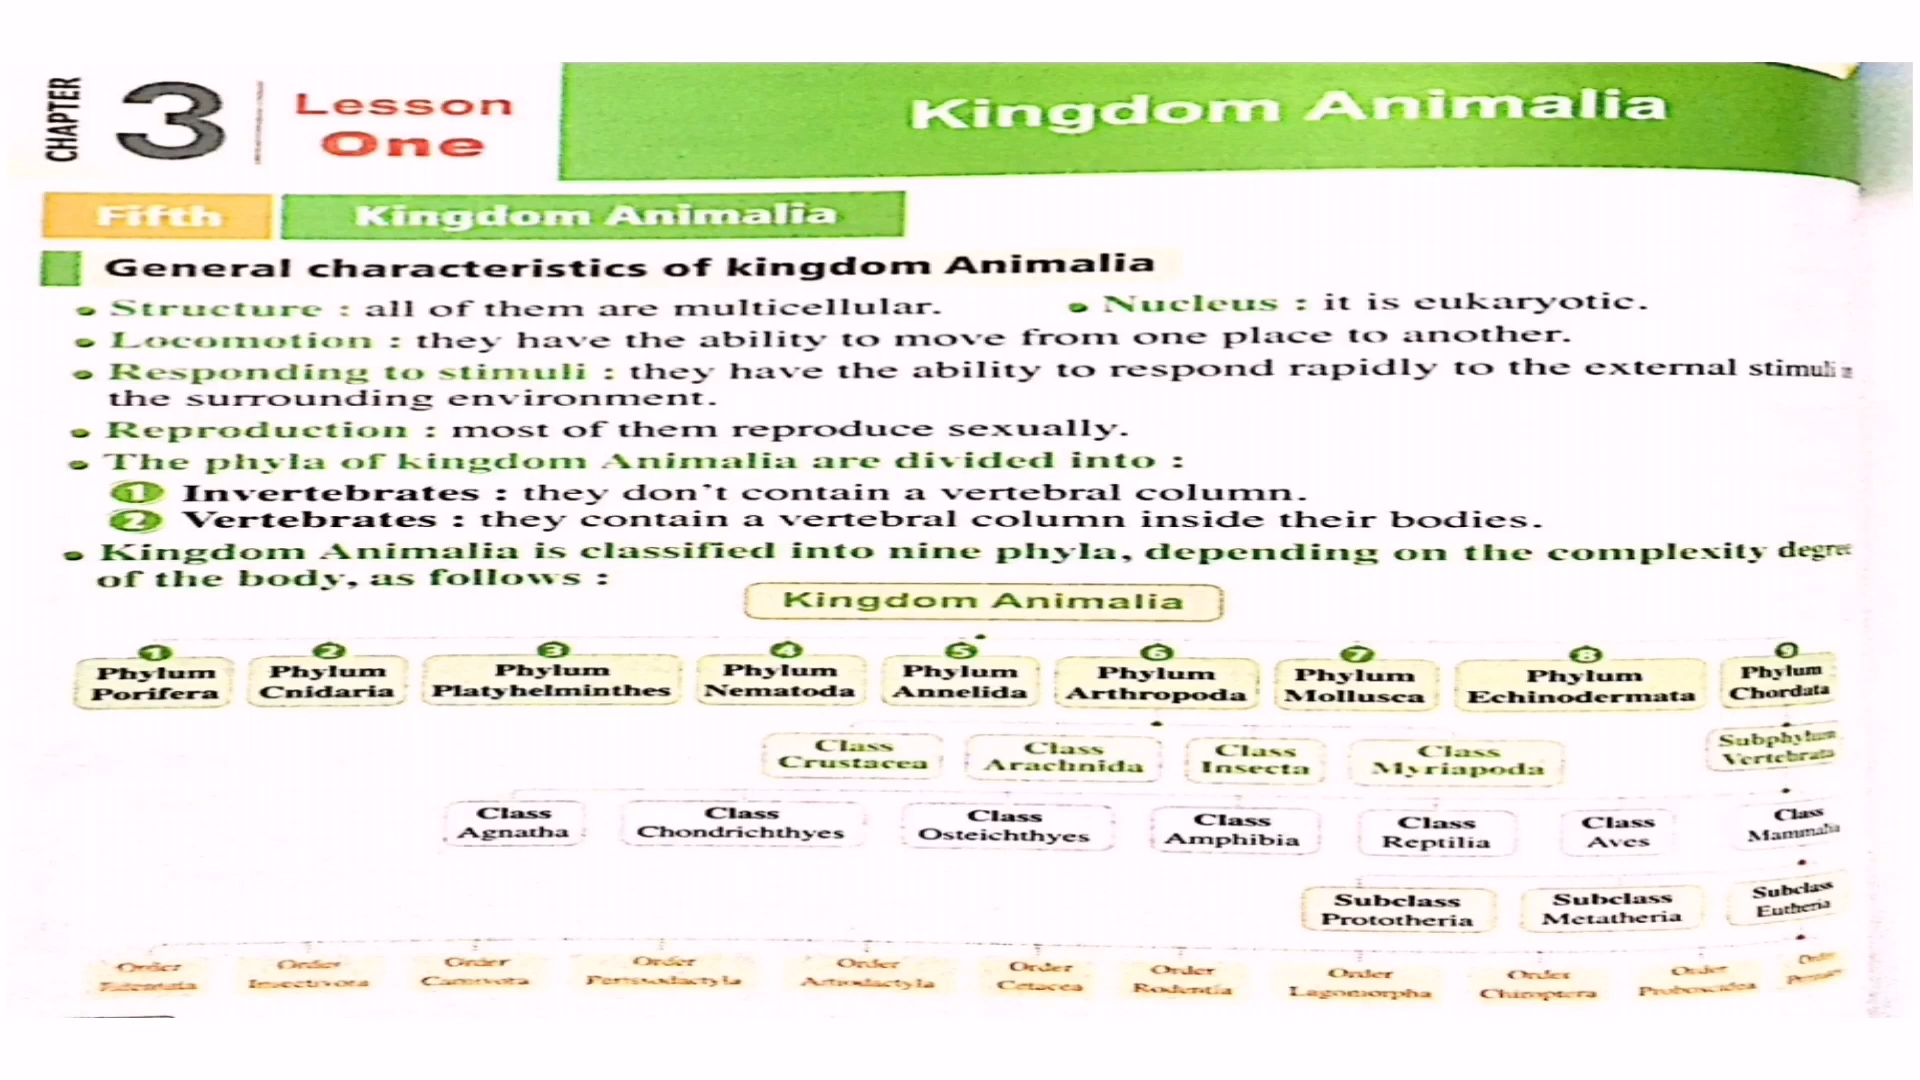 CHAPTER
3
Lesson
One
Kingdom Animalia
Fifth
Kingdom Animalia
General characteristics of kingdom Animalia
• Structure : all of them are multicellular.
• Nucleus : it is eukaryotic.
• Locomotion : they have the ability to move from one place to another.
• Responding to stimuli : they have the ability to respond rapidly to the external stimuli
the surrounding environment.
• Reproduction : most of them reproduce sexually.
• The phyla of kingdom Animalia are divided into :
1 Invertebrates : they don't contain a vertebral column.
2 Vertebrates : they contain a vertebral column inside their bodies.
• Kingdom Animalia is classified into nine phyla, depending on the complexity degree
of the body, as follows :
Kingdom Animalia
1 2 3 4 5 6 7 8 9
Phylum Phylum Phylum Phylum Phylum Phylum Phylum Phylum Phylum
Porifera Cnidaria Platyhelminthes Nematoda Annelida Arthropoda Mollusca Echinodermata Chordata
Class Class Class Class Subphylum
Crustacea Arachnida Insecta Myriapoda Vertebrata
Class Class Class Class Class Class Class
Agnatha Chondrichthyes Osteichthyes Amphibia Reptilia Aves Mammalia
Subclass Subclass Subclass
Prototheria Metatheria Eutheria
Order Order Order Order Order Order Order Order Order Order Order
Edentata Insectivora Carnivora Perissodactyla Artiodactyla Cetacea Rodentia Lagomorpha Chiroptera Proboscidea